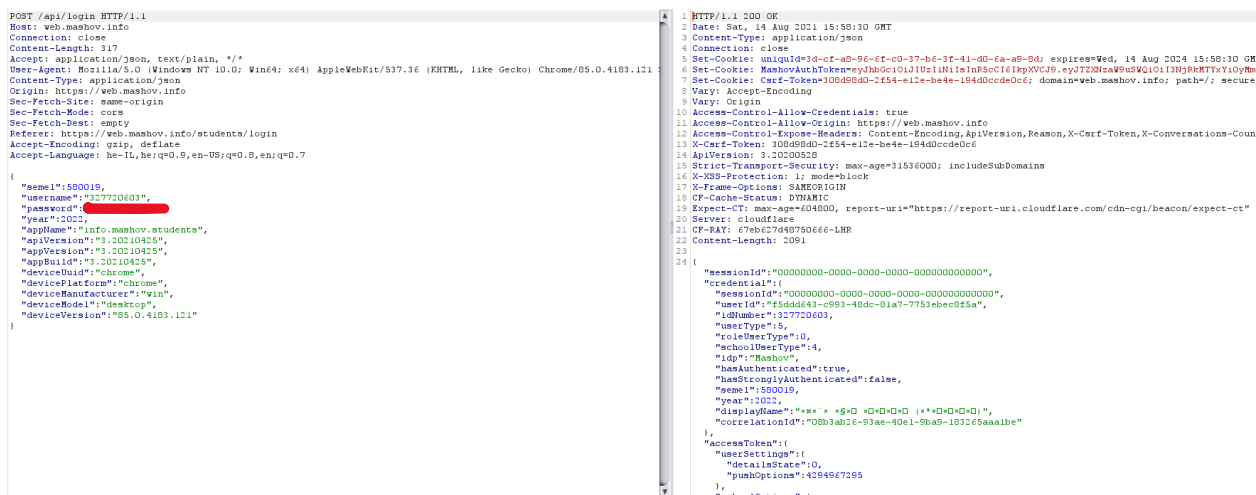 POST /api/login HTTP/1.1
Host: web.mashov.info
Connection: close
Content-Length: 317
Accept: application/json, text/plain, */*
User-Agent: Mozilla/5.0 (Windows NT 10.0; Win64; x64) AppleWebKit/537.36 (KHTML, like Gecko) Chrome/85.0.4183.121
Content-Type: application/json
Origin: https://web.mashov.info
Sec-Fetch-Site: same-origin
Sec-Fetch-Mode: cors
Sec-Fetch-Dest: empty
Referer: https://web.mashov.info/students/login
Accept-Encoding: gzip, deflate
Accept-Language: he-IL,he;q=0.9,en-US;q=0.8,en;q=0.7
{
"semel":580019,
"username":"327720603",
"password":
"year":2022,
"appName":"info.mashov.students",
"apiVersion":"3.20210425",
"appVersion":"3.20210425",
"appBuild":"3.20210425",
"deviceUuid":"chrome",
"devicePlatform":"chrome",
"deviceManufacturer":"win",
"deviceModel":"desktop",
"deviceVersion":"85.0.4183.121"
}
1 HTTP/1.1 200 OK
2 Date: Sat, 14 Aug 2021 15:58:30 GMT
3 Content-Type: application/json
4 Connection: close
5 Set-Cookie: uniquId=3d-cf-a8-96-6f-c0-37-b6-3f-41-d0-6a-a9-8d; expires=Wed, 14 Aug 2024 15:58:30 GM
6 Set-Cookie: MashovAuthToken=
7 Set-Cookie: Csrf-Token=308d98d0-2f54-e12e-be4e-194d0ccde0c6; domain=web.mashov.info; path=/; secure
8 Vary: Accept-Encoding
9 Vary: Origin
10 Access-Control-Allow-Credentials: true
11 Access-Control-Allow-Origin: https://web.mashov.info
12 Access-Control-Expose-Headers: Content-Encoding,ApiVersion,Reason,X-Csrf-Token,X-Conversations-Coun
13 X-Csrf-Token: 308d98d0-2f54-e12e-be4e-194d0ccde0c6
14 ApiVersion: 3.20200528
15 Strict-Transport-Security: max-age=31536000; includeSubDomains
16 X-XSS-Protection: 1; mode=block
17 X-Frame-Options: SAMEORIGIN
18 CF-Cache-Status: DYNAMIC
19 Expect-CT: max-age=604800, report-uri="https://report-uri.cloudflare.com/cdn-cgi/beacon/expect-ct"
20 Server: cloudflare
21 CF-RAY: 67eb627d48750666-LHR
22 Content-Length: 2091
23
24 {
"sessionId":"00000000-0000-0000-0000-000000000000",
"credential":{
"sessionId":"00000000-0000-0000-0000-000000000000",
"userId":"f5ddd643-c993-48dc-81a7-7753ebec8f5a",
"idNumber":327720603,
"userType":5,
"roleUserType":0,
"schoolUserType":4,
"idp":"Mashov",
"hasAuthenticated":true,
"hasStronglyAuthenticated":false,
"semel":580019,
"year":2022,
"displayName":
"correlationId":"08b3ab26-93ae-40e1-9ba9-183265aaa1be"
},
"accessToken":{
"userSettings":{
"detailsState":0,
"pushOptions":4294967295
},